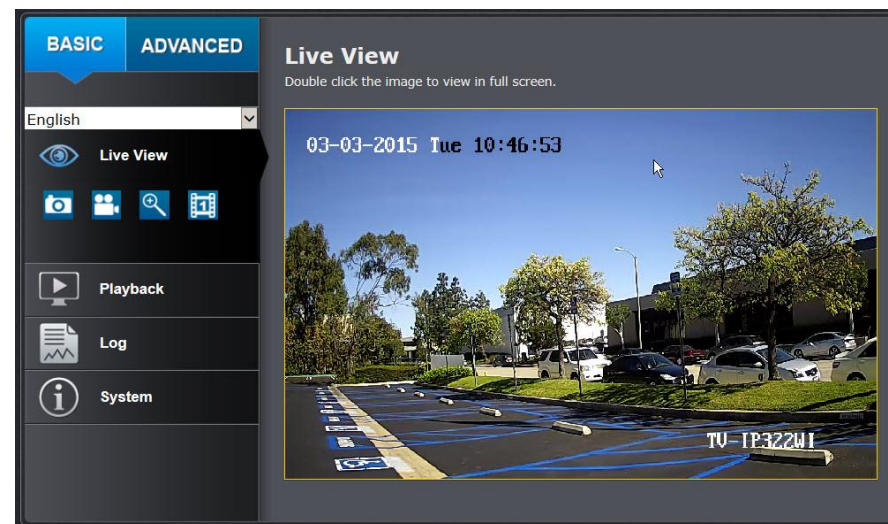 BASIC
ADVANCED
English
Live View
1
Playback
Log
System
Live View
Double click the image to view in full screen.
03-03-2015 Tue 10:46:53
TV-IP322WI